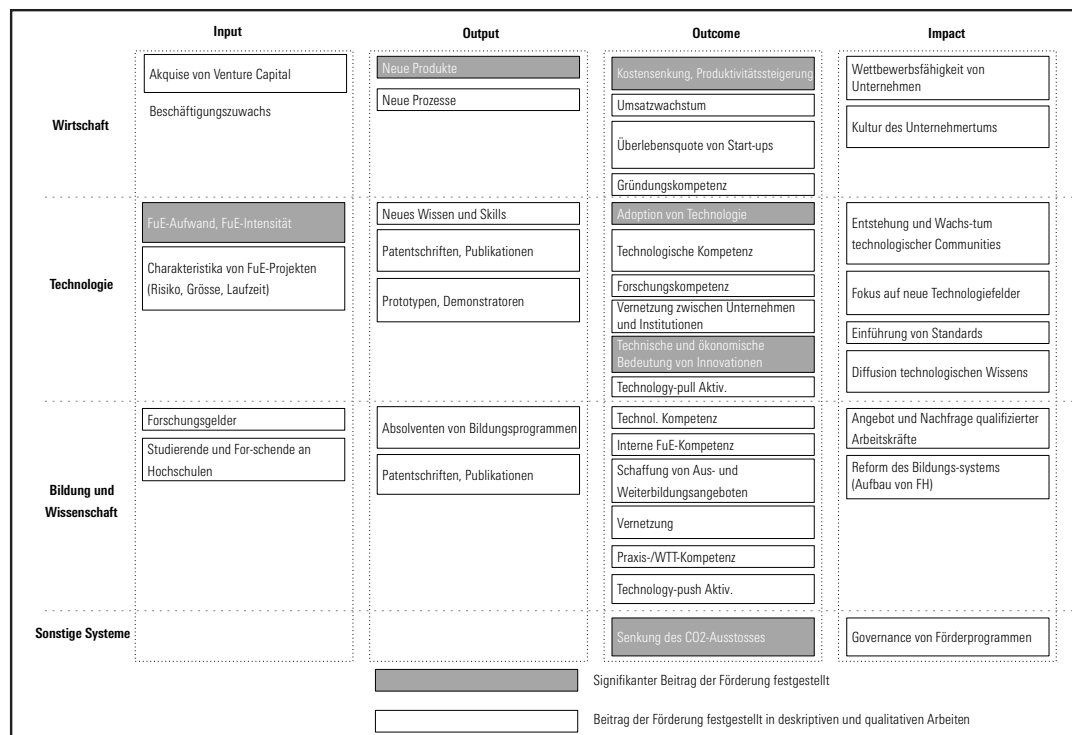 Input
Output
Outcome
Impact
Wirtschaft
Akquise von Venture Capital
Beschäftigungszuwachs
Neue Produkte
Neue Prozesse
Kostensenkung, Produktivitätssteigerung
Umsatzwachstum
Überlebensquote von Start-ups
Gründungskompetenz
Wettbewerbsfähigkeit von
Unternehmen
Kultur des Unternehmertums
Technologie
FuE-Aufwand, FuE-Intensität
Charakteristika von FuE-Projekten
(Risiko, Grösse, Laufzeit)
Neues Wissen und Skills
Patentschriften, Publikationen
Prototypen, Demonstratoren
Adoption von Technologie
Technologische Kompetenz
Forschungskompetenz
Vernetzung zwischen Unternehmen
und Institutionen
Technische und ökonomische
Bedeutung von Innovationen
Technology-pull Aktiv.
Entstehung und Wachs-tum
technologischer Communities
Fokus auf neue Technologiefelder
Einführung von Standards
Diffusion technologischen Wissens
Bildung und
Wissenschaft
Forschungsgelder
Studierende und For-schende an
Hochschulen
Absolventen von Bildungsprogrammen
Patentschriften, Publikationen
Technol. Kompetenz
Interne FuE-Kompetenz
Schaffung von Aus- und
Weiterbildungsangeboten
Vernetzung
Praxis-/WTT-Kompetenz
Technology-push Aktiv.
Angebot und Nachfrage qualifizierter
Arbeitskräfte
Reform des Bildungs-systems
(Aufbau von FH)
Sonstige Systeme
Senkung des CO2-Ausstosses
Governance von Förderprogrammen
Signifikanter Beitrag der Förderung festgestellt
Beitrag der Förderung festgestellt in deskriptiven und qualitativen Arbeiten